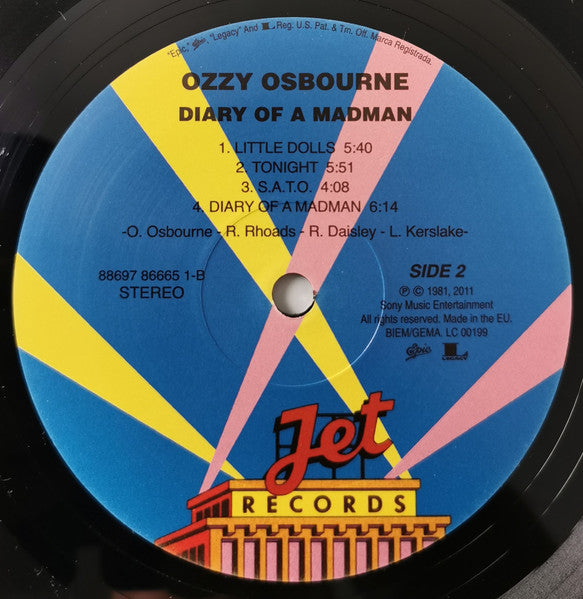 "Epic," Epic, "Legacy" And L Reg. U.S. Pat. & Tm. Off. Marca Registrada.
OZZY OSBOURNE
DIARY OF A MADMAN
1. LITTLE DOLLS 5:40
2. TONIGHT 5:51
3. S.A.T.O. 4:08
4. DIARY OF A MADMAN 6:14
-O. Osbourne - R. Rhoads - R. Daisley - L. Kerslake-
88697 86665 1-B
STEREO
SIDE 2
℗ © 1981, 2011
Sony Music Entertainment
All rights reserved. Made in the EU.
BIEM/GEMA. LC 00199
Epic
LEGACY
Jet
RECORDS